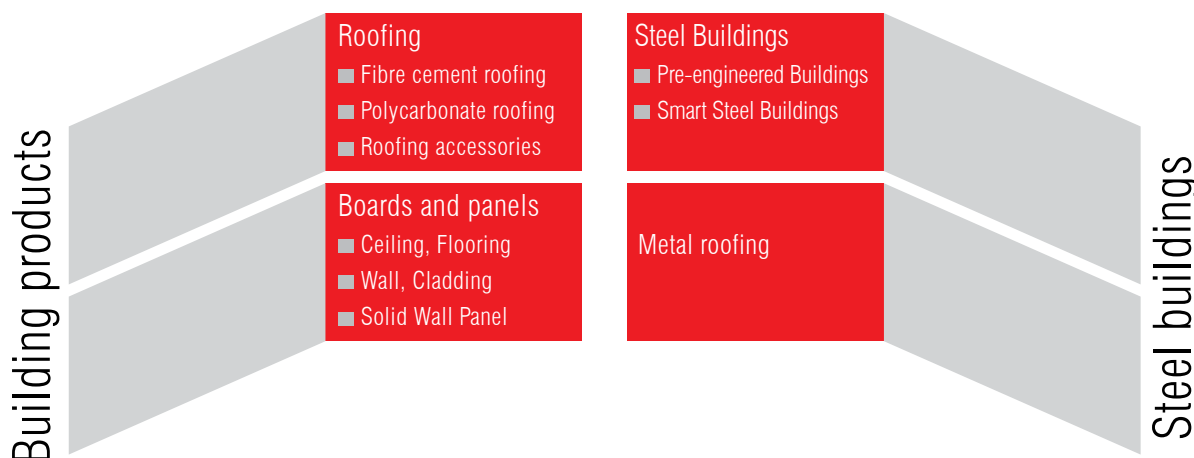 Building products
Roofing
Fibre cement roofing
Polycarbonate roofing
Roofing accessories
Boards and panels
Ceiling, Flooring
Wall, Cladding
Solid Wall Panel
Steel Buildings
Pre-engineered Buildings
Smart Steel Buildings
Metal roofing
Steel buildings